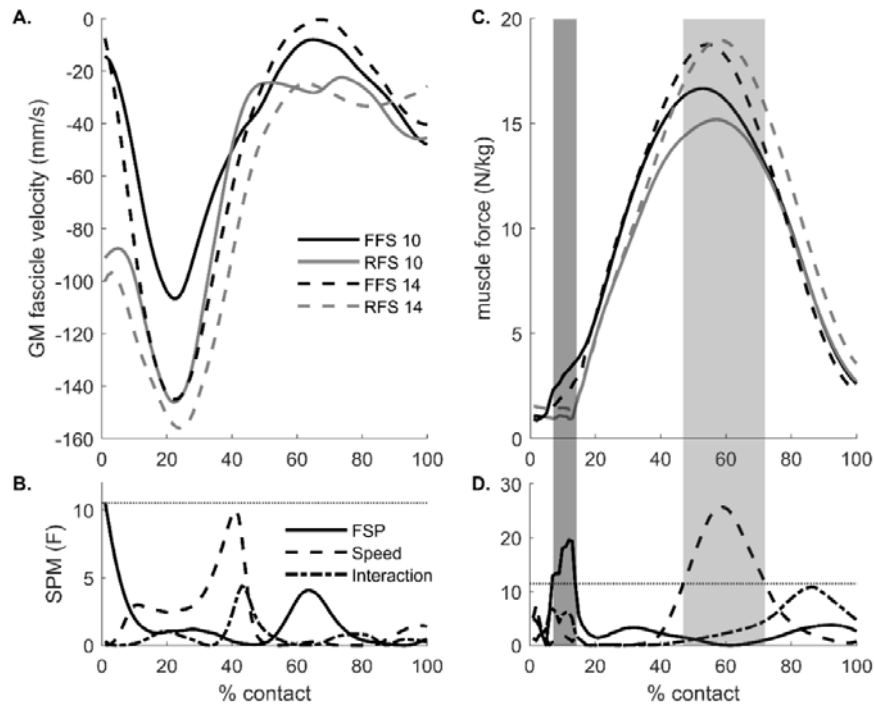 A.
GM fascicle velocity (mm/s)
0
-20
-40
-60
-80
-100
-120
-140
-160
0
20
40
60
80
100
FFS 10
RFS 10
FFS 14
RFS 14
C.
muscle force (N/kg)
20
15
10
5
0
0
20
40
60
80
100
B.
SPM (F)
10
5
0
0
20
40
60
80
100
% contact
FSP
Speed
Interaction
D.
30
20
10
0
0
20
40
60
80
100
% contact